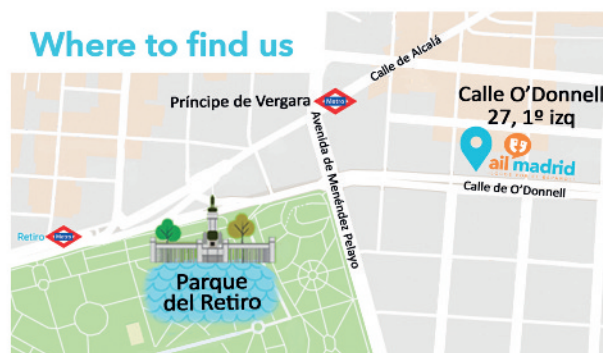 Where to find us
Calle de Alcalá
Príncipe de Vergara
Metro
Calle O'Donnell
27, 1º izq
ail madrid
Avenida de Menéndez Pelayo
Calle de O'Donnell
Retiro
Metro
Parque
del Retiro